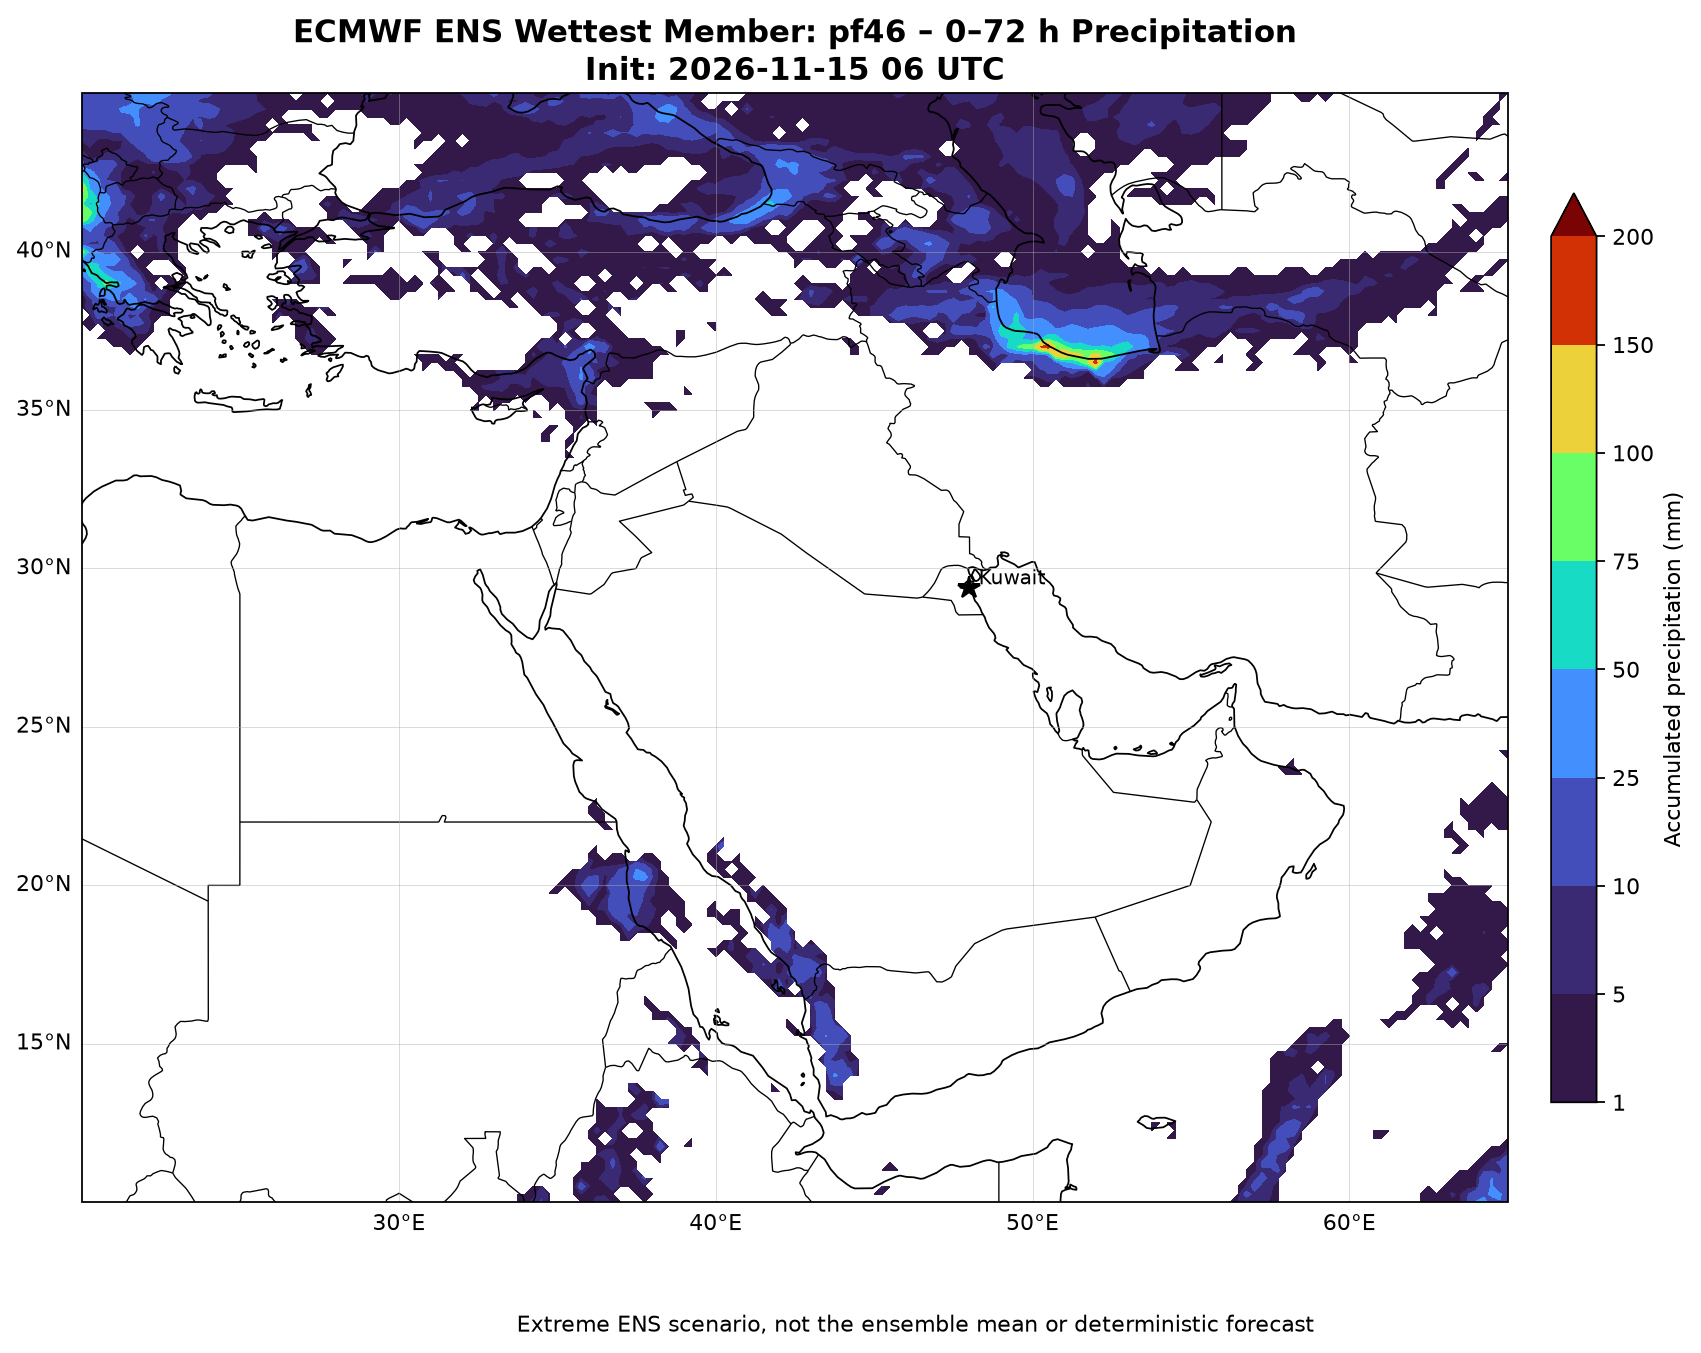 ECMWF ENS Wettest Member: pf46 – 0–72 h Precipitation
Init: 2026-11-15 06 UTC
40°N
35°N
30°N
25°N
20°N
15°N
30°E
40°E
50°E
60°E
Kuwait
200
150
100
75
50
25
10
5
1
Accumulated precipitation (mm)
Extreme ENS scenario, not the ensemble mean or deterministic forecast